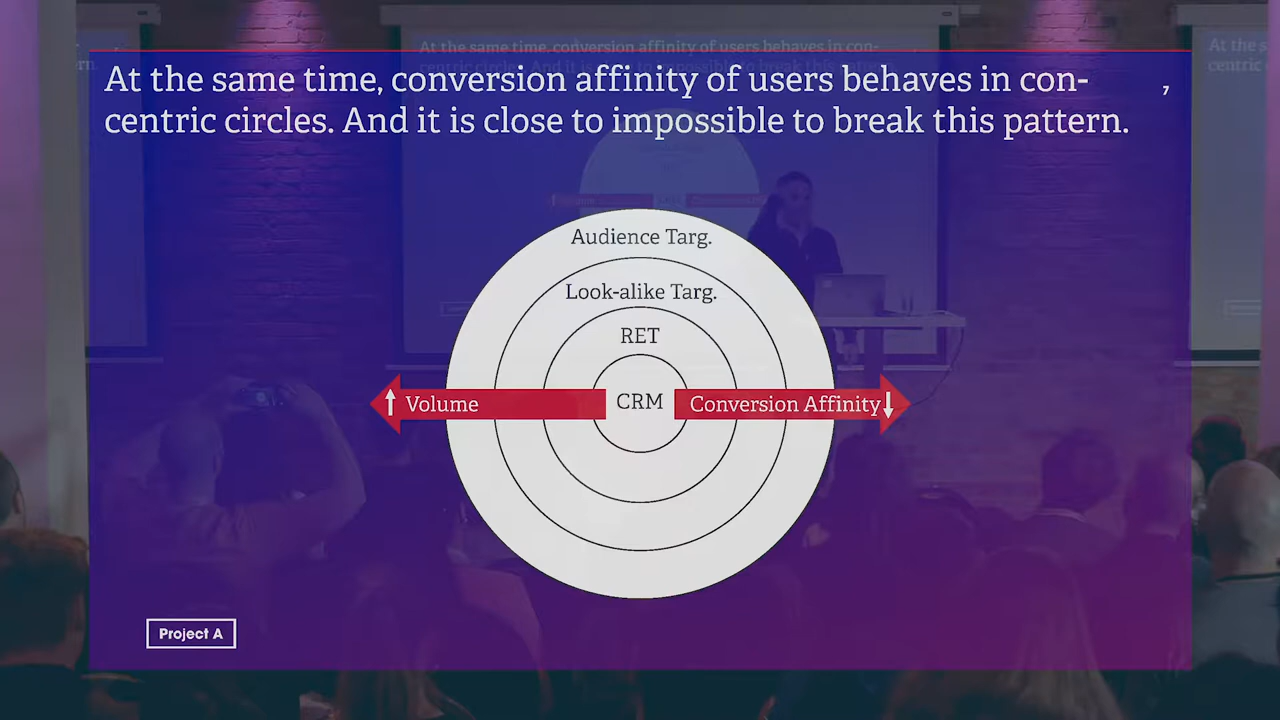 At the same time, conversion affinity of users behaves in con-
centric circles. And it is close to impossible to break this pattern.
,
Audience Targ.
Look-alike Targ.
RET
CRM
↑ Volume
Conversion Affinity↓
Project A